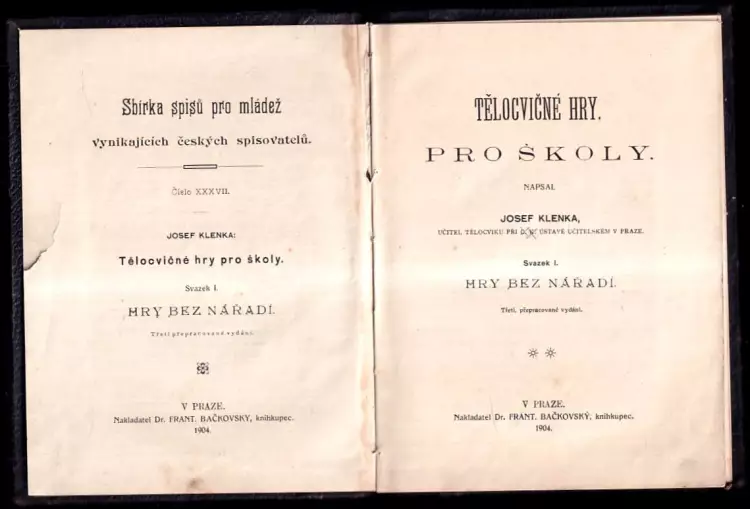 Sbírka spisů pro mládež
vynikajících českých spisovatelů.
Číslo XXXVII.
JOSEF KLENKA:
Tělocvičné hry pro školy.
Svazek I.
HRY BEZ NÁŘADÍ.
Třetí přepracované vydání.
V PRAZE.
Nakladatel Dr. FRANT. BAČKOVSKÝ, knihkupec.
1904.
TĚLOCVIČNÉ HRY.
PRO ŠKOLY.
NAPSAL
JOSEF KLENKA,
UČITEL TĚLOCVIKU PŘI ÚSTAVĚ UČITELSKÉM V PRAZE.
Svazek I.
HRY BEZ NÁŘADÍ.
Třetí, přepracované vydání.
V PRAZE.
Nakladatel Dr. FRANT. BAČKOVSKÝ, knihkupec.
1904.